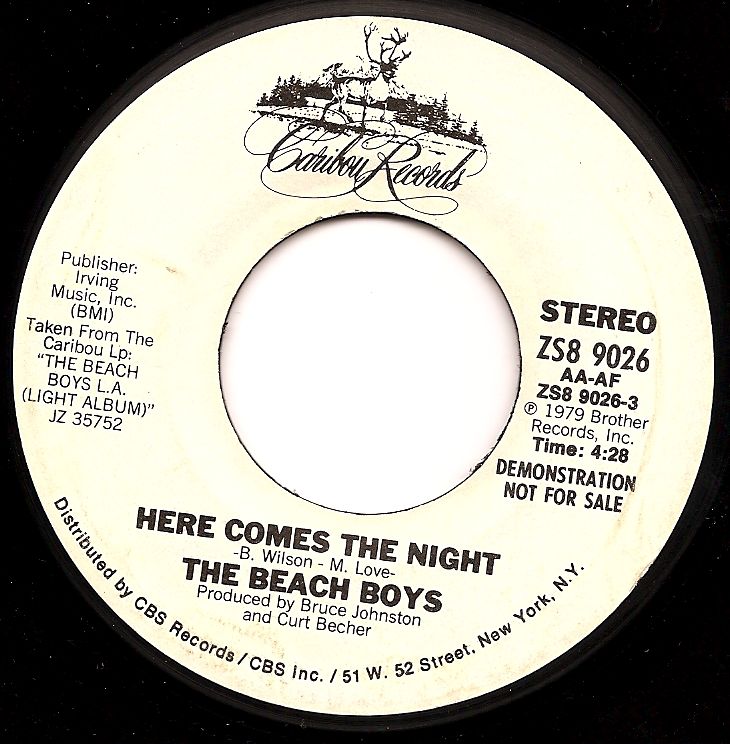 Caribou Records
Publisher:
Irving
Music, Inc.
(BMI)
Taken From The
Caribou Lp:
"THE BEACH
BOYS L.A.
(LIGHT ALBUM)"
JZ 35752
STEREO
ZS8 9026
AA-AF
ZS8 9026-3
℗ 1979 Brother
Records, Inc.
Time: 4:28
DEMONSTRATION
NOT FOR SALE
HERE COMES THE NIGHT
-B. Wilson - M. Love-
THE BEACH BOYS
Produced by Bruce Johnston
and Curt Becher
Distributed by CBS Records / CBS Inc. / 51 W. 52 Street, New York, N.Y.